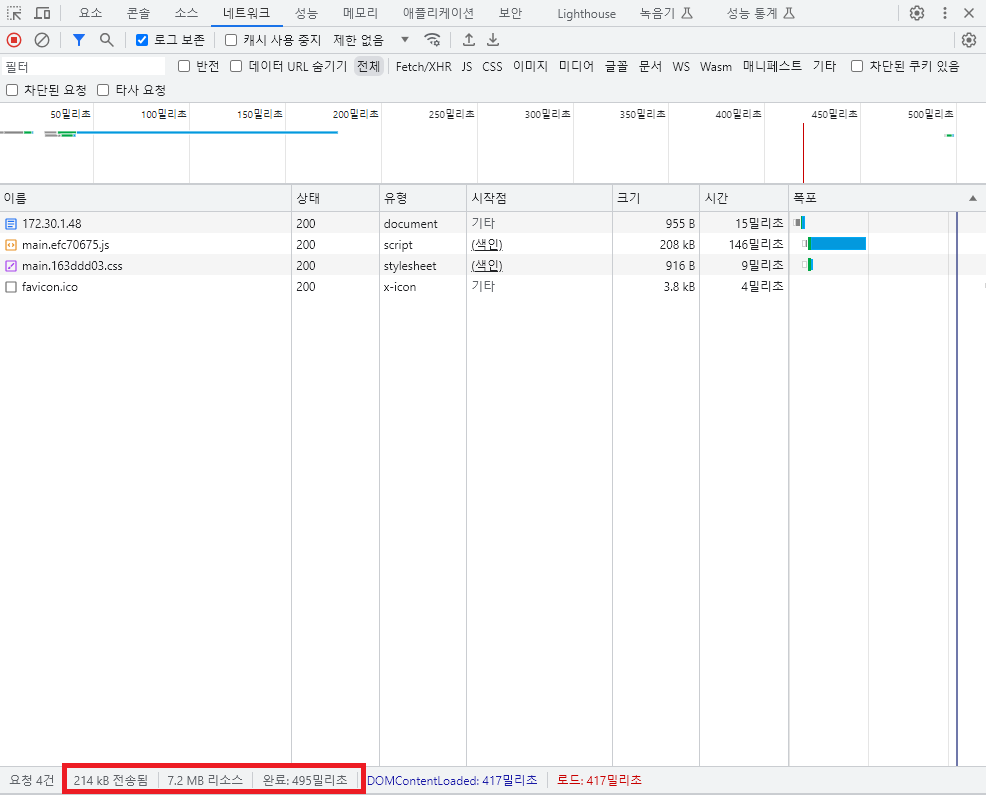 요소 콘솔 소스 네트워크 성능 메모리 애플리케이션 보안 Lighthouse 녹음기 성능 통계
로그 보존 캐시 사용 중지 제한 없음
필터 반전 데이터 URL 숨기기 전체 Fetch/XHR JS CSS 이미지 미디어 글꼴 문서 WS Wasm 매니페스트 기타 차단된 쿠키 있음
차단된 요청 타사 요청
50밀리초 100밀리초 150밀리초 200밀리초 250밀리초 300밀리초 350밀리초 400밀리초 450밀리초 500밀리초
이름 상태 유형 시작점 크기 시간 폭포
172.30.1.48 200 document 기타 955 B 15밀리초
main.efc70675.js 200 script (색인) 208 kB 146밀리초
main.163ddd03.css 200 stylesheet (색인) 916 B 9밀리초
favicon.ico 200 x-icon 기타 3.8 kB 4밀리초
요청 4건 214 kB 전송됨 7.2 MB 리소스 완료: 495밀리초 DOMContentLoaded: 417밀리초 로드: 417밀리초